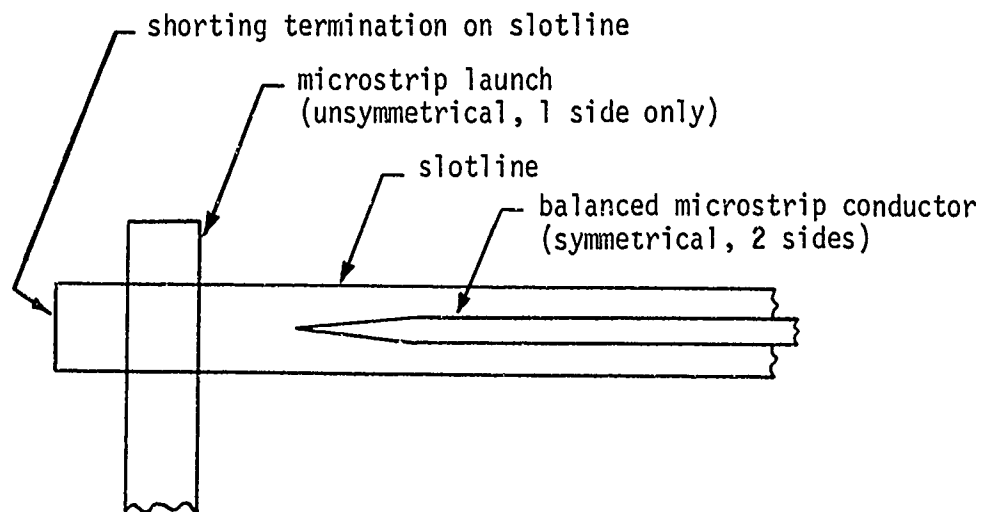 shorting termination on slotline
microstrip launch
(unsymmetrical, 1 side only)
slotline
balanced microstrip conductor
(symmetrical, 2 sides)